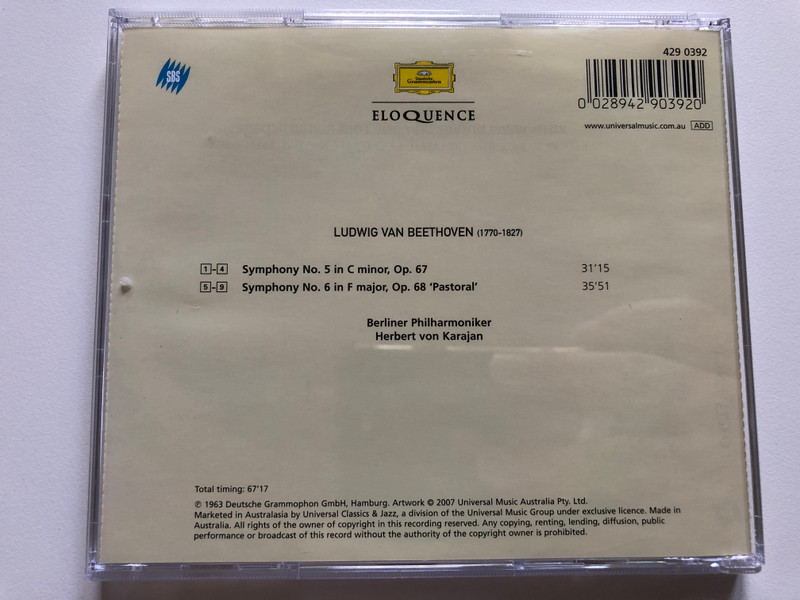 SBS
Deutsche
Grammophon
ELOQUENCE
429 0392
0 028942 903920
www.universalmusic.com.au ADD
LUDWIG VAN BEETHOVEN (1770-1827)
1-4 Symphony No. 5 in C minor, Op. 67 31'15
5-9 Symphony No. 6 in F major, Op. 68 ‘Pastoral’ 35'51
Berliner Philharmoniker
Herbert von Karajan
Total timing: 67'17
℗ 1963 Deutsche Grammophon GmbH, Hamburg. Artwork © 2007 Universal Music Australia Pty. Ltd.
Marketed in Australasia by Universal Classics & Jazz, a division of the Universal Music Group under exclusive licence. Made in
Australia. All rights of the owner of copyright in this recording reserved. Any copying, renting, lending, diffusion, public
performance or broadcast of this record without the authority of the copyright owner is prohibited.